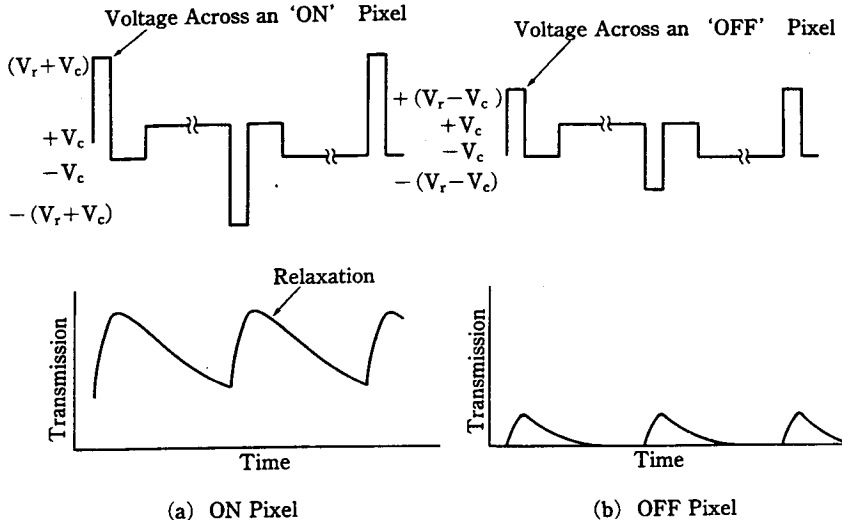 Voltage Across an ‘ON’ Pixel
(Vr+Vc)
+Vc
−Vc
−(Vr+Vc)
Voltage Across an ‘OFF’ Pixel
+(Vr−Vc)
+Vc
−Vc
−(Vr−Vc)
Relaxation
Transmission
Time
(a) ON Pixel
Transmission
Time
(b) OFF Pixel